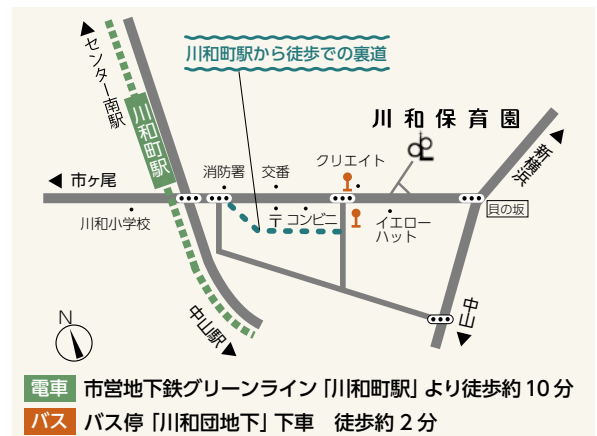 川和町駅から徒歩での裏道
センター南駅
川和町駅
川和保育園
新横浜
消防署
交番
クリエイト
市ヶ尾
川和小学校
〒
コンビニ
イエロー
ハット
貝の坂
中山駅
中山
N
電車 市営地下鉄グリーンライン「川和町駅」より徒歩約10分
バス バス停「川和団地下」下車 徒歩約2分